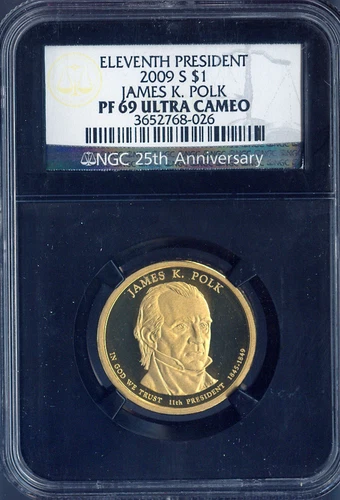 ELEVENTH PRESIDENT
2009 S $1
JAMES K. POLK
PF 69 ULTRA CAMEO
3652768-026
NGC 25th Anniversary
JAMES K. POLK
IN GOD WE TRUST 11th PRESIDENT 1845-1849